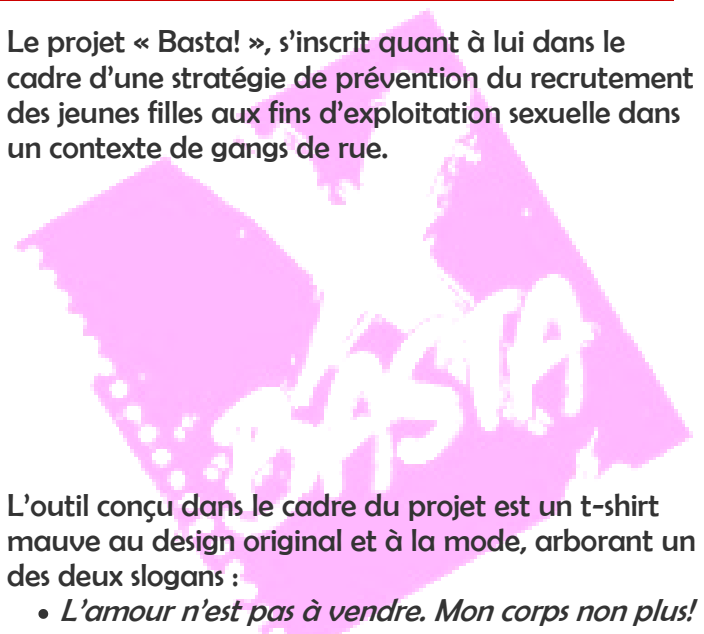 Le projet « Basta! », s'inscrit quant à lui dans le
cadre d'une stratégie de prévention du recrutement
des jeunes filles aux fins d'exploitation sexuelle dans
un contexte de gangs de rue.
BASTA
L'outil conçu dans le cadre du projet est un t-shirt
mauve au design original et à la mode, arborant un
des deux slogans :
• L'amour n'est pas à vendre. Mon corps non plus!